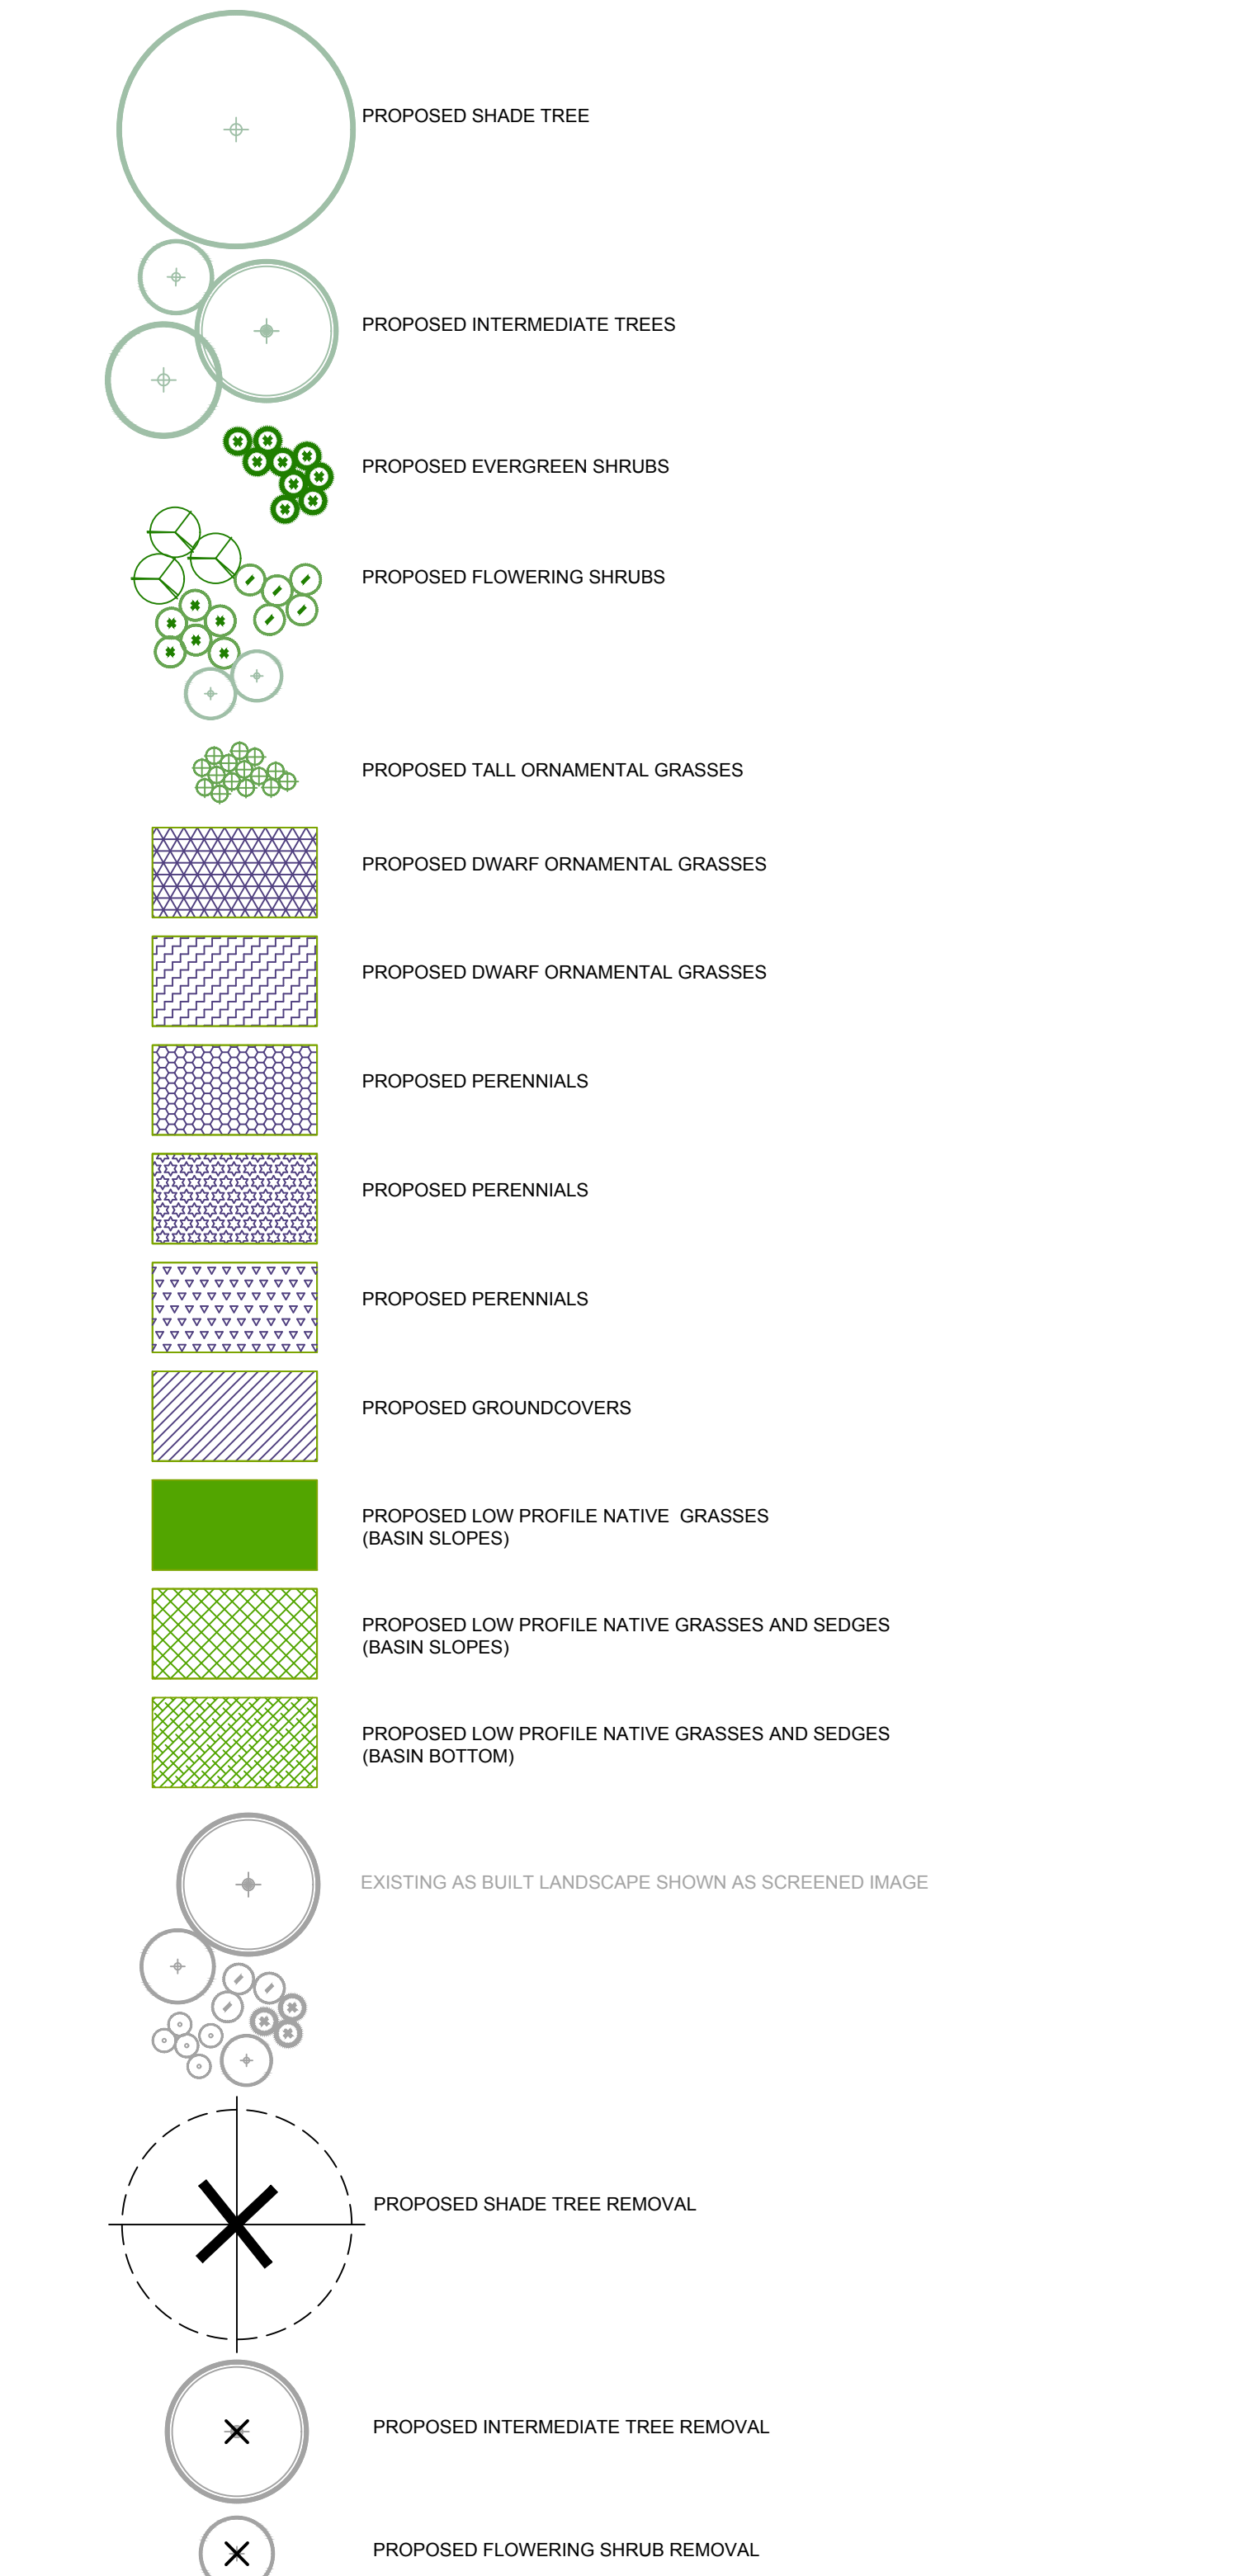 PROPOSED SHADE TREE
PROPOSED INTERMEDIATE TREES
PROPOSED EVERGREEN SHRUBS
PROPOSED FLOWERING SHRUBS
PROPOSED TALL ORNAMENTAL GRASSES
PROPOSED DWARF ORNAMENTAL GRASSES
PROPOSED DWARF ORNAMENTAL GRASSES
PROPOSED PERENNIALS
PROPOSED PERENNIALS
PROPOSED PERENNIALS
PROPOSED GROUNDCOVERS
PROPOSED LOW PROFILE NATIVE  GRASSES
(BASIN SLOPES)
PROPOSED LOW PROFILE NATIVE GRASSES AND SEDGES
(BASIN SLOPES)
PROPOSED LOW PROFILE NATIVE GRASSES AND SEDGES
(BASIN BOTTOM)
EXISTING AS BUILT LANDSCAPE SHOWN AS SCREENED IMAGE
PROPOSED SHADE TREE REMOVAL
PROPOSED INTERMEDIATE TREE REMOVAL
PROPOSED FLOWERING SHRUB REMOVAL